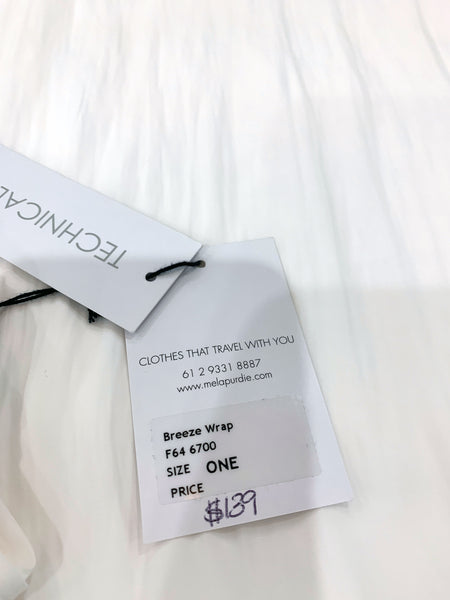 TECHNICAL
CLOTHES THAT TRAVEL WITH YOU
61 2 9331 8887
www.melapurdie.com
Breeze Wrap
F64 6700
SIZE ONE
PRICE
$139